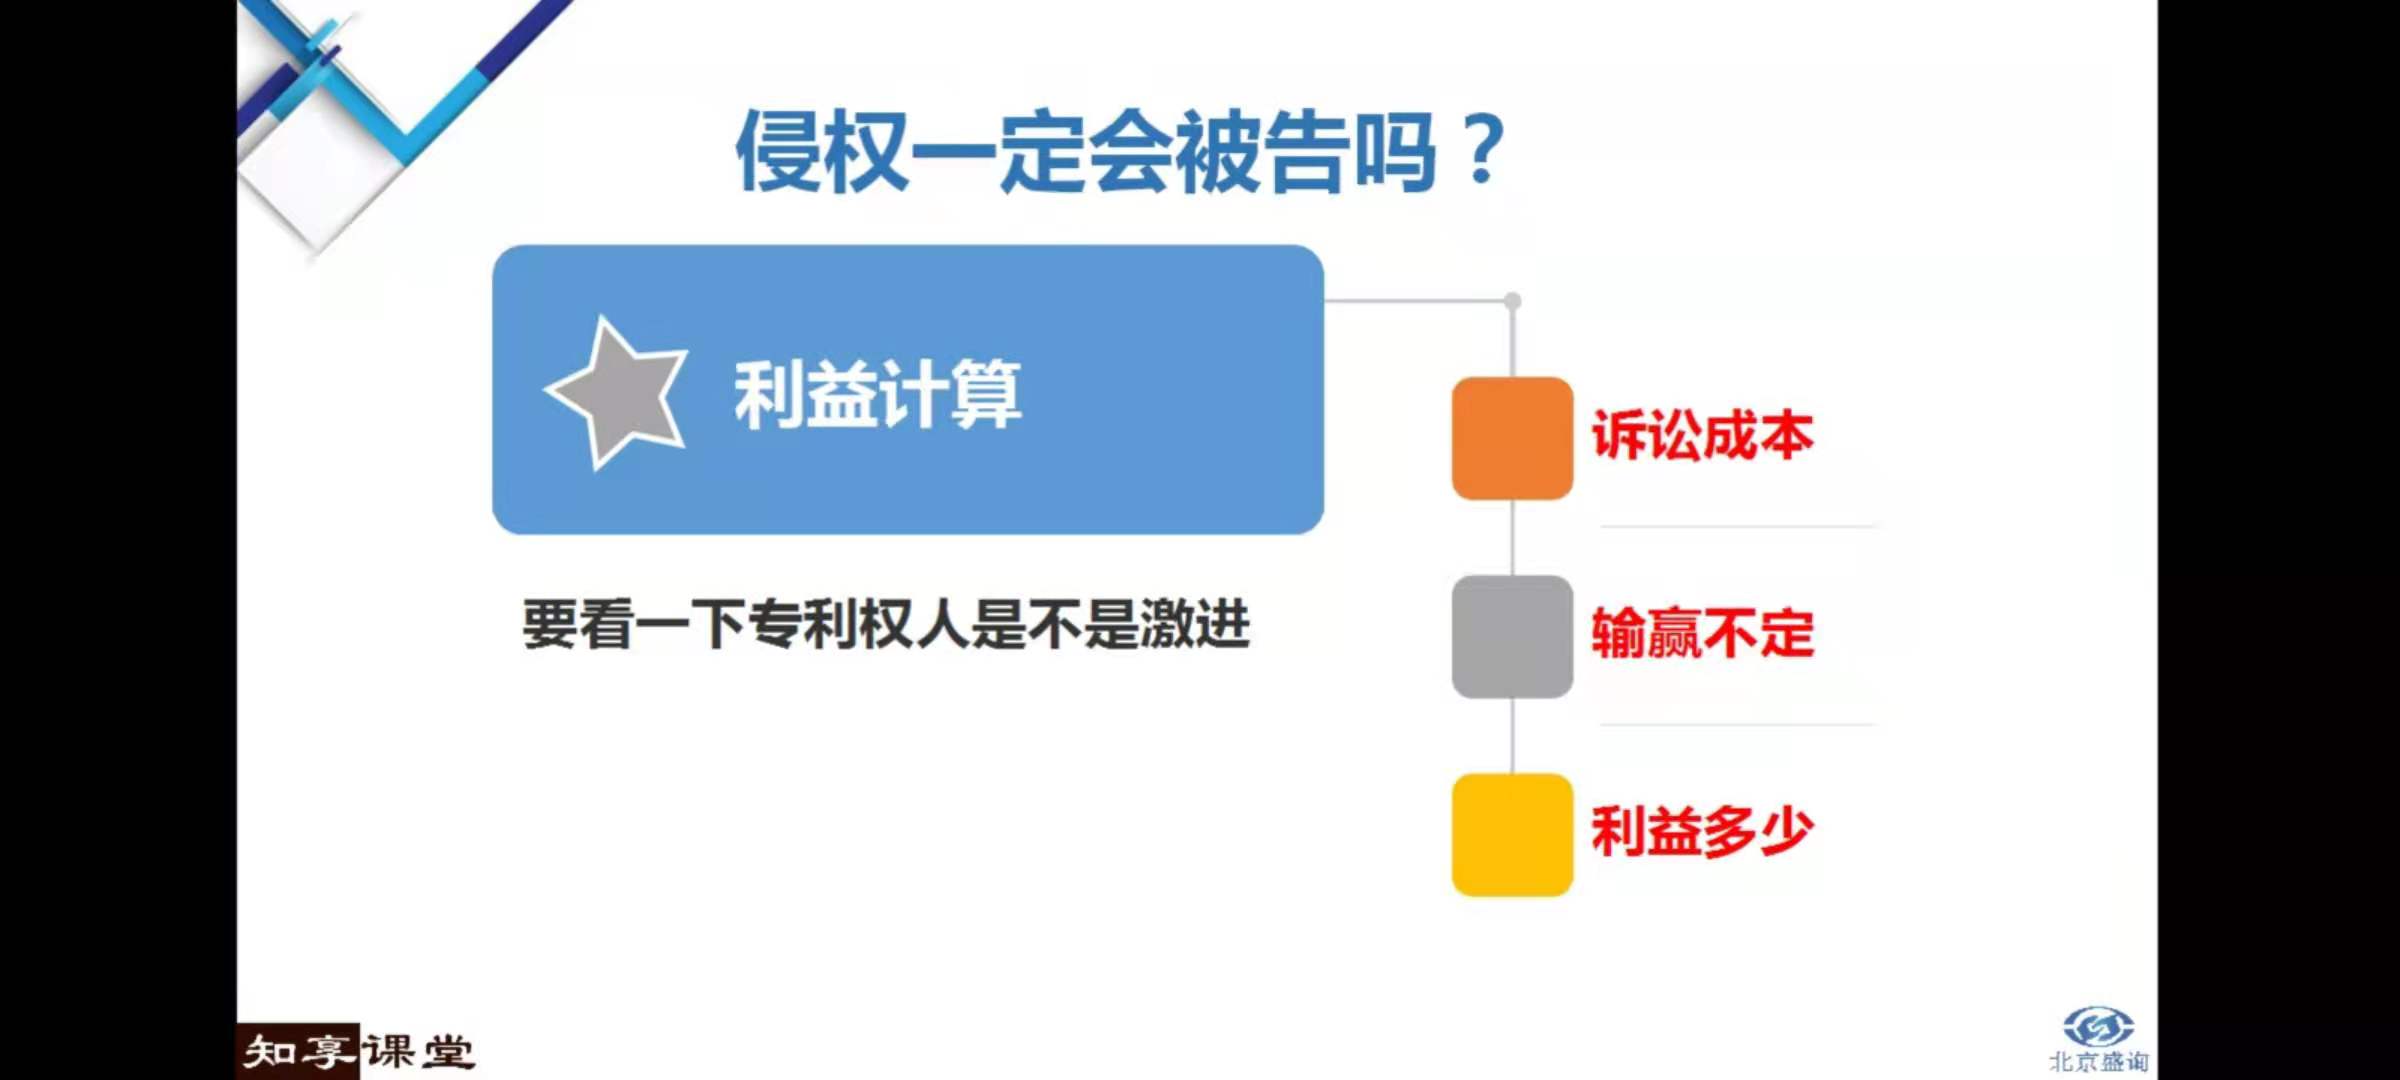 侵权一定会被告吗？
利益计算
要看一下专利权人是不是激进
诉讼成本
输赢不定
利益多少
知享课堂
北京盛询